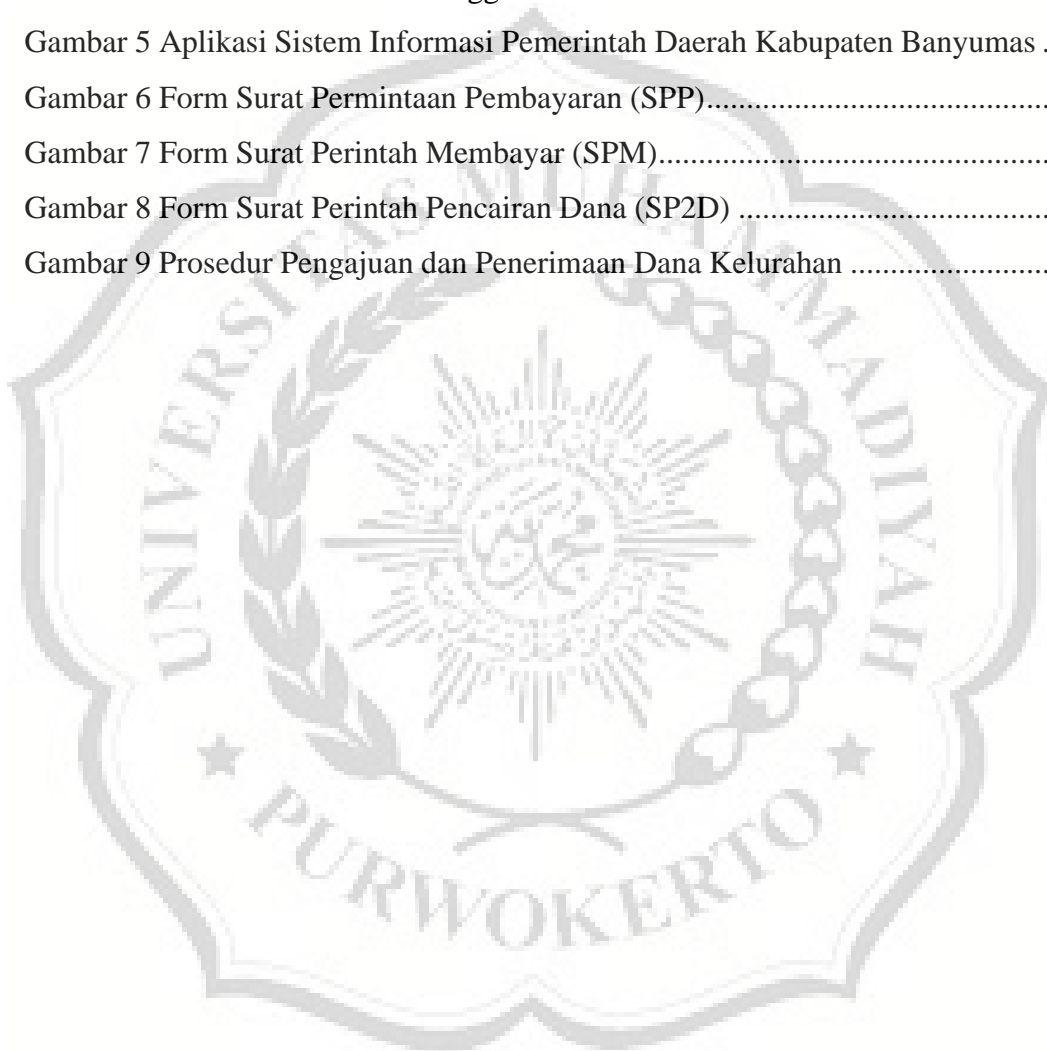 Gambar 5 Aplikasi Sistem Informasi Pemerintah Daerah Kabupaten Banyumas .
Gambar 6 Form Surat Permintaan Pembayaran (SPP)..........................................
Gambar 7 Form Surat Perintah Membayar (SPM)................................................
Gambar 8 Form Surat Perintah Pencairan Dana (SP2D) ......................................
Gambar 9 Prosedur Pengajuan dan Penerimaan Dana Kelurahan .........................
UNIVERSITAS MUHAMMADIYAH
PURWOKERTO